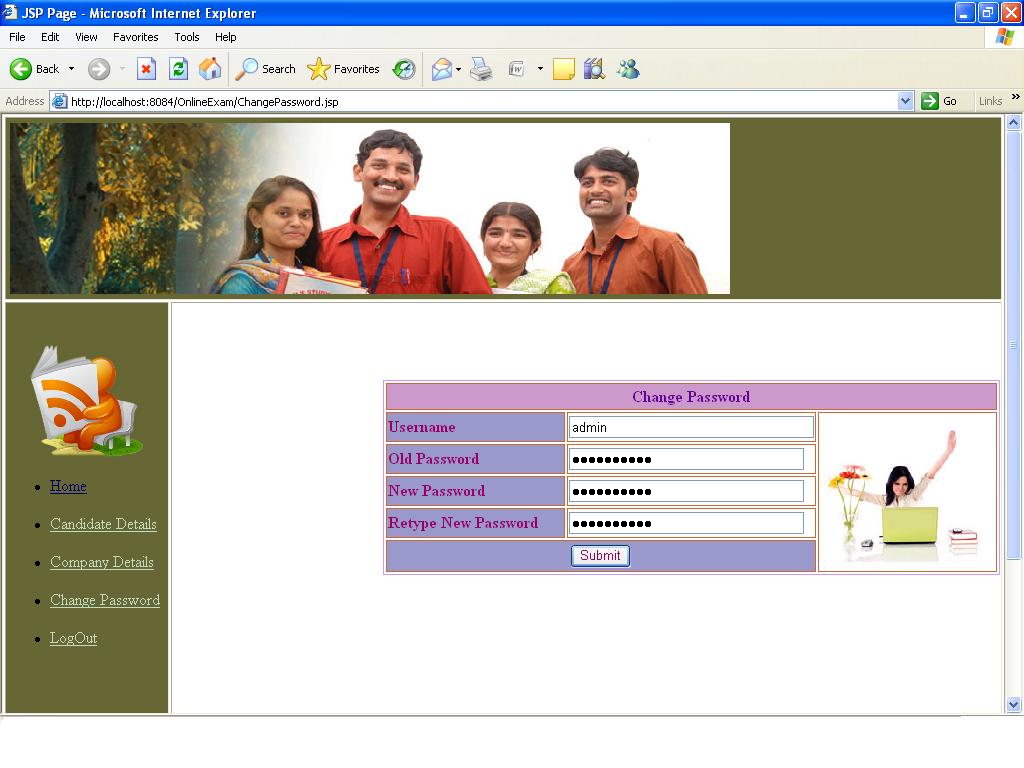 JSP Page - Microsoft Internet Explorer
File Edit View Favorites Tools Help
Back Search Favorites
Address http://localhost:8084/OnlineExam/ChangePassword.jsp Go Links »
Change Password
Username admin
Old Password ●●●●●●●●●●
New Password ●●●●●●●●●●
Retype New Password ●●●●●●●●●●
Submit
Home
Candidate Details
Company Details
Change Password
LogOut